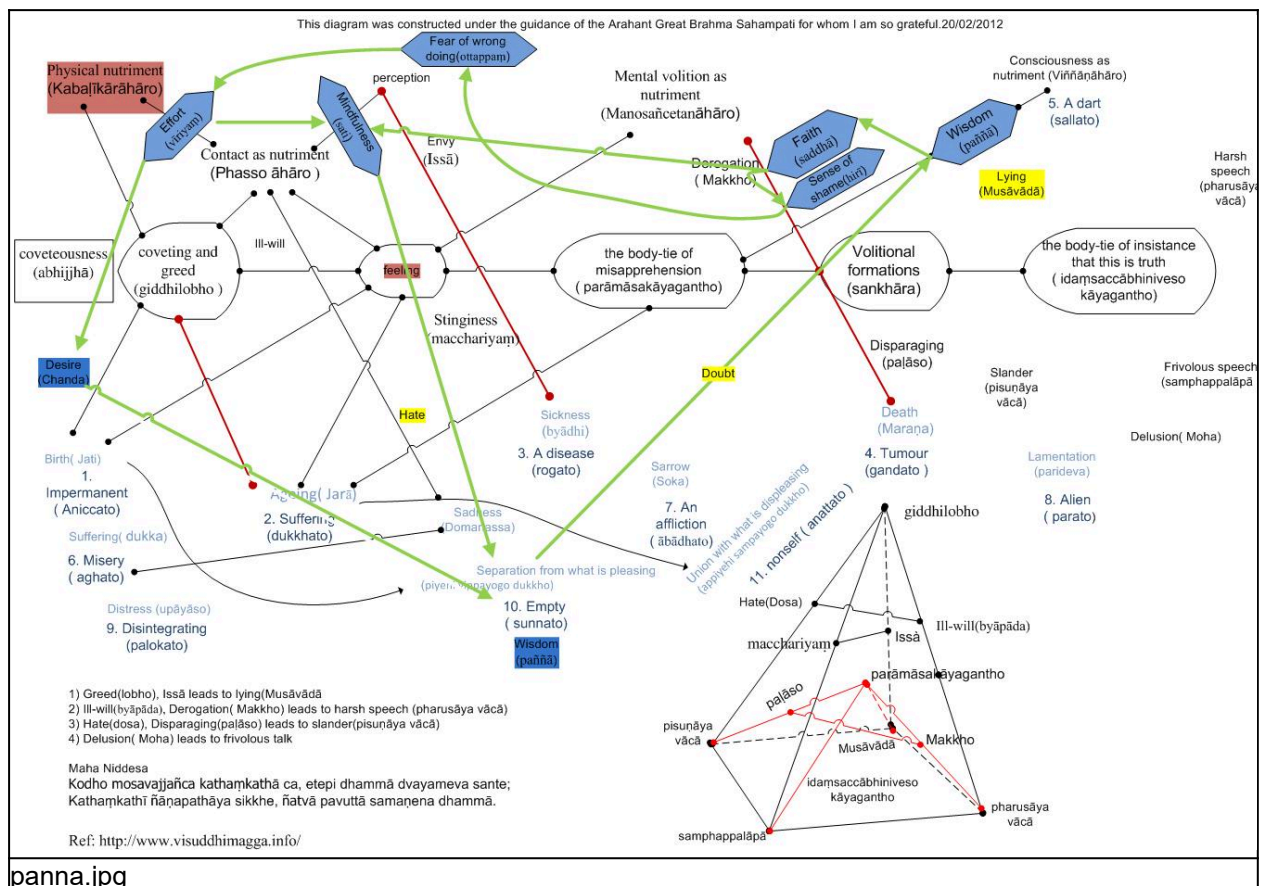 This diagram was constructed under the guidance of the Arahant Great Brahma Sahampati for whom I am so grateful.20/02/2012
Fear of wrong
doing(ottappaṃ)
Physical nutriment
(Kabaḷīkārāhāro)
perception
Mental volition as
nutriment
(Manosañcetanāhāro)
Consciousness as
nutriment (Viññāṇāhāro)
5. A dart
(sallato)
Effort
(viriyaṃ)
Mindfulness
(sati)
Faith
(saddhā)
Sense of
shame(hiri)
Wisdom
(paññā)
Contact as nutriment
(Phasso āhāro )
Envy
(Issā)
Derogation
( Makkho)
Lying
(Musāvādā)
Harsh
speech
(pharusāya
vācā)
coveteousness
(abhijjhā)
coveting and
greed
(giddhilobho )
Ill-will
feeling
the body-tie of
misapprehension
( parāmāsakāyagantho)
Volitional
formations
(sankhāra)
the body-tie of insistance
that this is truth
( idaṃsaccābhiniveso
kāyagantho)
Stinginess
(macchariyaṃ)
Disparaging
(paḷāso)
Desire
(Chanda)
Doubt
Slander
(pisuṇāya
vācā)
Frivolous speech
(samphappalāpā
Hate
Sickness
(byādhi)
3. A disease
(rogato)
Death
(Maraṇa)
4. Tumour
(gandato )
Delusion( Moha)
Birth( Jati)
1.
Impermanent
( Aniccato)
Ageing( Jarā)
2. Suffering
(dukkhato)
Sarrow
(Soka)
7. An
affliction
( ābādhato)
Lamentation
(parideva)
8. Alien
( parato)
Suffering( dukka)
6. Misery
( aghato)
Sadness
(Domanassa)
Union with what is displeasing
(appiyehi sampayogo dukkho)
11. nonself ( anattato )
Separation from what is pleasing
(piyehi vippayogo dukkho)
Distress (upāyāso)
9. Disintegrating
(palokato)
10. Empty
( sunnato)
Wisdom
(paññā)
giddhilobho
Hate(Dosa)
Ill-will(byāpāda)
macchariyaṃ
Issà
parāmāsakāyagantho
paḷāso
pisuṇāya
vācā
Musāvādā
Makkho
idaṃsaccābhiniveso
kāyagantho
pharusāya
vācā
samphappalāpā
1) Greed(lobho), Issā leads to lying(Musāvādā
2) Ill-will(byāpāda), Derogation( Makkho) leads to harsh speech (pharusāya vācā)
3) Hate(dosa), Disparaging(paḷāso) leads to slander(pisuṇāya vācā)
4) Delusion( Moha) leads to frivolous talk
Maha Niddesa
Kodho mosavajjañca kathaṃkathā ca, etepi dhammā dvayameva sante;
Kathaṃkathī ñāṇapathāya sikkhe, ñatvā pavuttā samaṇena dhammā.
Ref: http://www.visuddhimagga.info/
panna.jpg